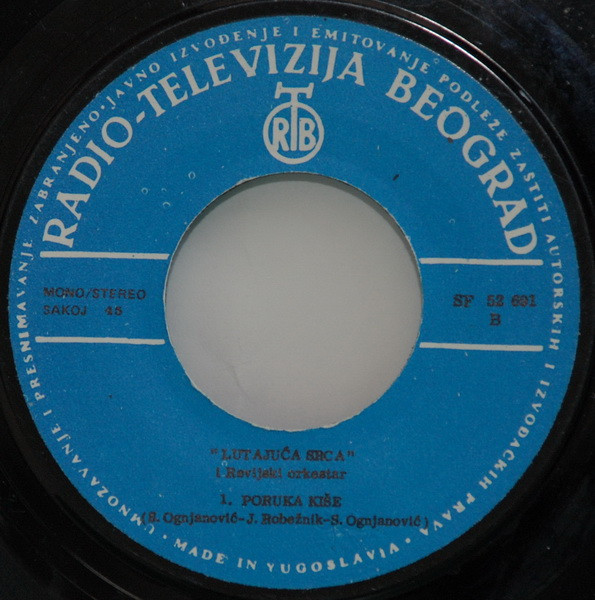 UMNOZAVANJE I PRESNIMAVANJE ZABRANJENO · JAVNO IZVOĐENJE I EMITOVANJE PODLEŽE ZAŠTITI AUTORSKIH I IZVOĐAČKIH PRAVA ·
RADIO-TELEVIZIJA BEOGRAD
RTB
MONO/STEREO
SAKOJ 45
SF 52 691
B
"LUTAJUĆA SRCA"
i Revijski orkestar
1. PORUKA KIŠE
(S. Ognjanović-J. Robežnik-S. Ognjanović)
· MADE IN YUGOSLAVIA ·